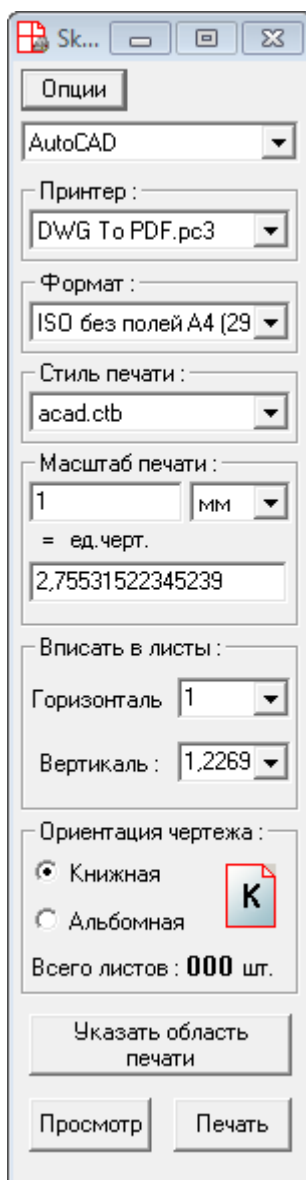 Sk...
Опции
AutoCAD
Принтер :
DWG To PDF.pc3
Формат :
ISO без полей A4 (29
Стиль печати :
acad.ctb
Масштаб печати :
1 мм
= ед.черт.
2,75531522345239
Вписать в листы :
Горизонталь 1
Вертикаль : 1,2269
Ориентация чертежа :
Книжная
К
Альбомная
Всего листов : 000 шт.
Указать область
печати
Просмотр Печать